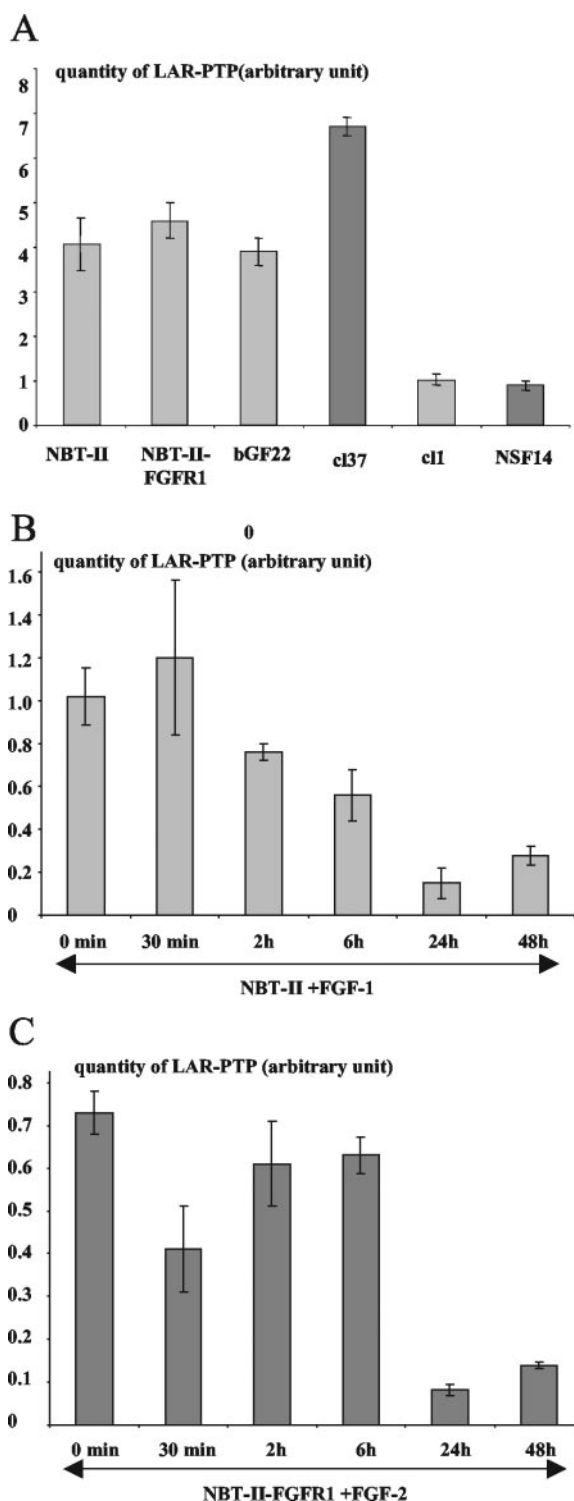 A
quantity of LAR-PTP(arbitrary unit)
8
7
6
5
4
3
2
1
0
NBT-II NBT-II-FGFR1 bGF22 cl37 cl1 NSF14
0
B
quantity of LAR-PTP (arbitrary unit)
1.6
1.4
1.2
1.0
0.8
0.6
0.4
0.2
0
0 min 30 min 2h 6h 24h 48h
NBT-II +FGF-1
C
quantity of LAR-PTP (arbitrary unit)
0.8
0.7
0.6
0.5
0.4
0.3
0.2
0.1
0
0 min 30 min 2h 6h 24h 48h
NBT-II-FGFR1 +FGF-2